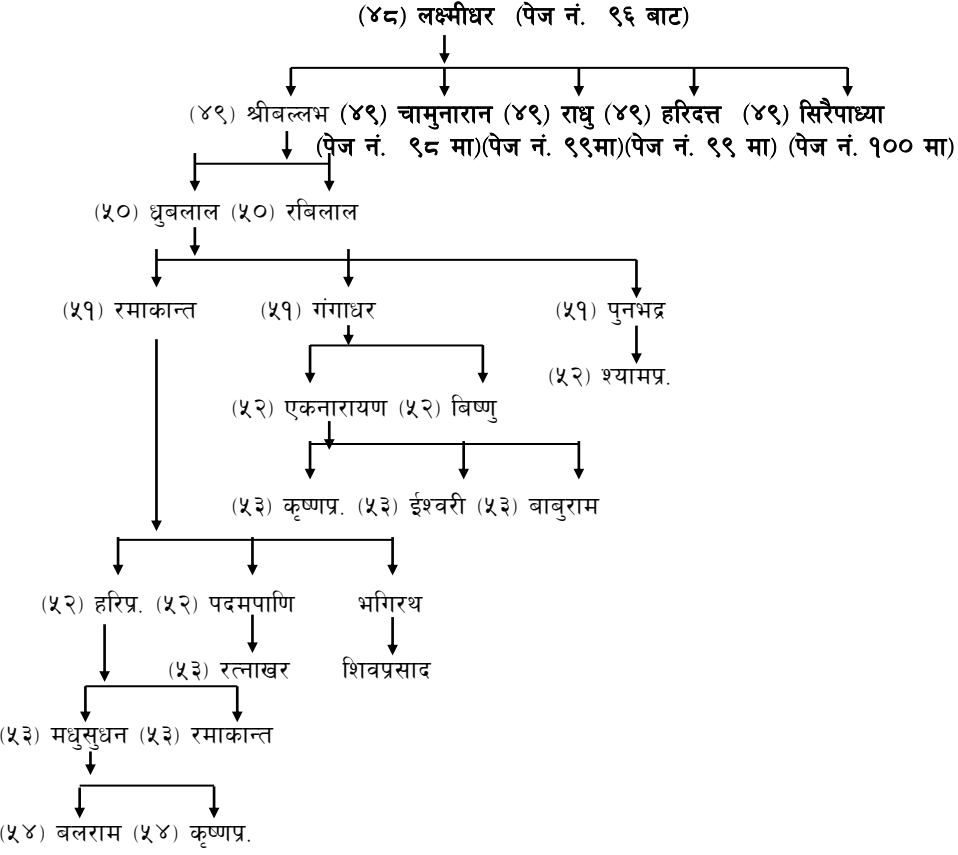 (४८) लक्ष्मीधर (पेज नं. ९६ बाट)
(४९) श्रीबल्लभ (४९) चामुनारान (४९) राधु (४९) हरिदत्त (४९) सिरैपाध्या
(पेज नं. ९८ मा)(पेज नं. ९९मा)(पेज नं. ९९ मा) (पेज नं. १०० मा)
(५०) ध्रुबलाल (५०) रबिलाल
(५१) रमाकान्त (५१) गंगाधर (५१) पुनभद्र
(५२) श्यामप्र.
(५२) एकनारायण (५२) बिष्णु
(५३) कृष्णप्र. (५३) ईश्वरी (५३) बाबुराम
(५२) हरिप्र. (५२) पदमपाणि भगिरथ
(५३) रत्नाखर शिवप्रसाद
(५३) मधुसुधन (५३) रमाकान्त
(५४) बलराम (५४) कृष्णप्र.